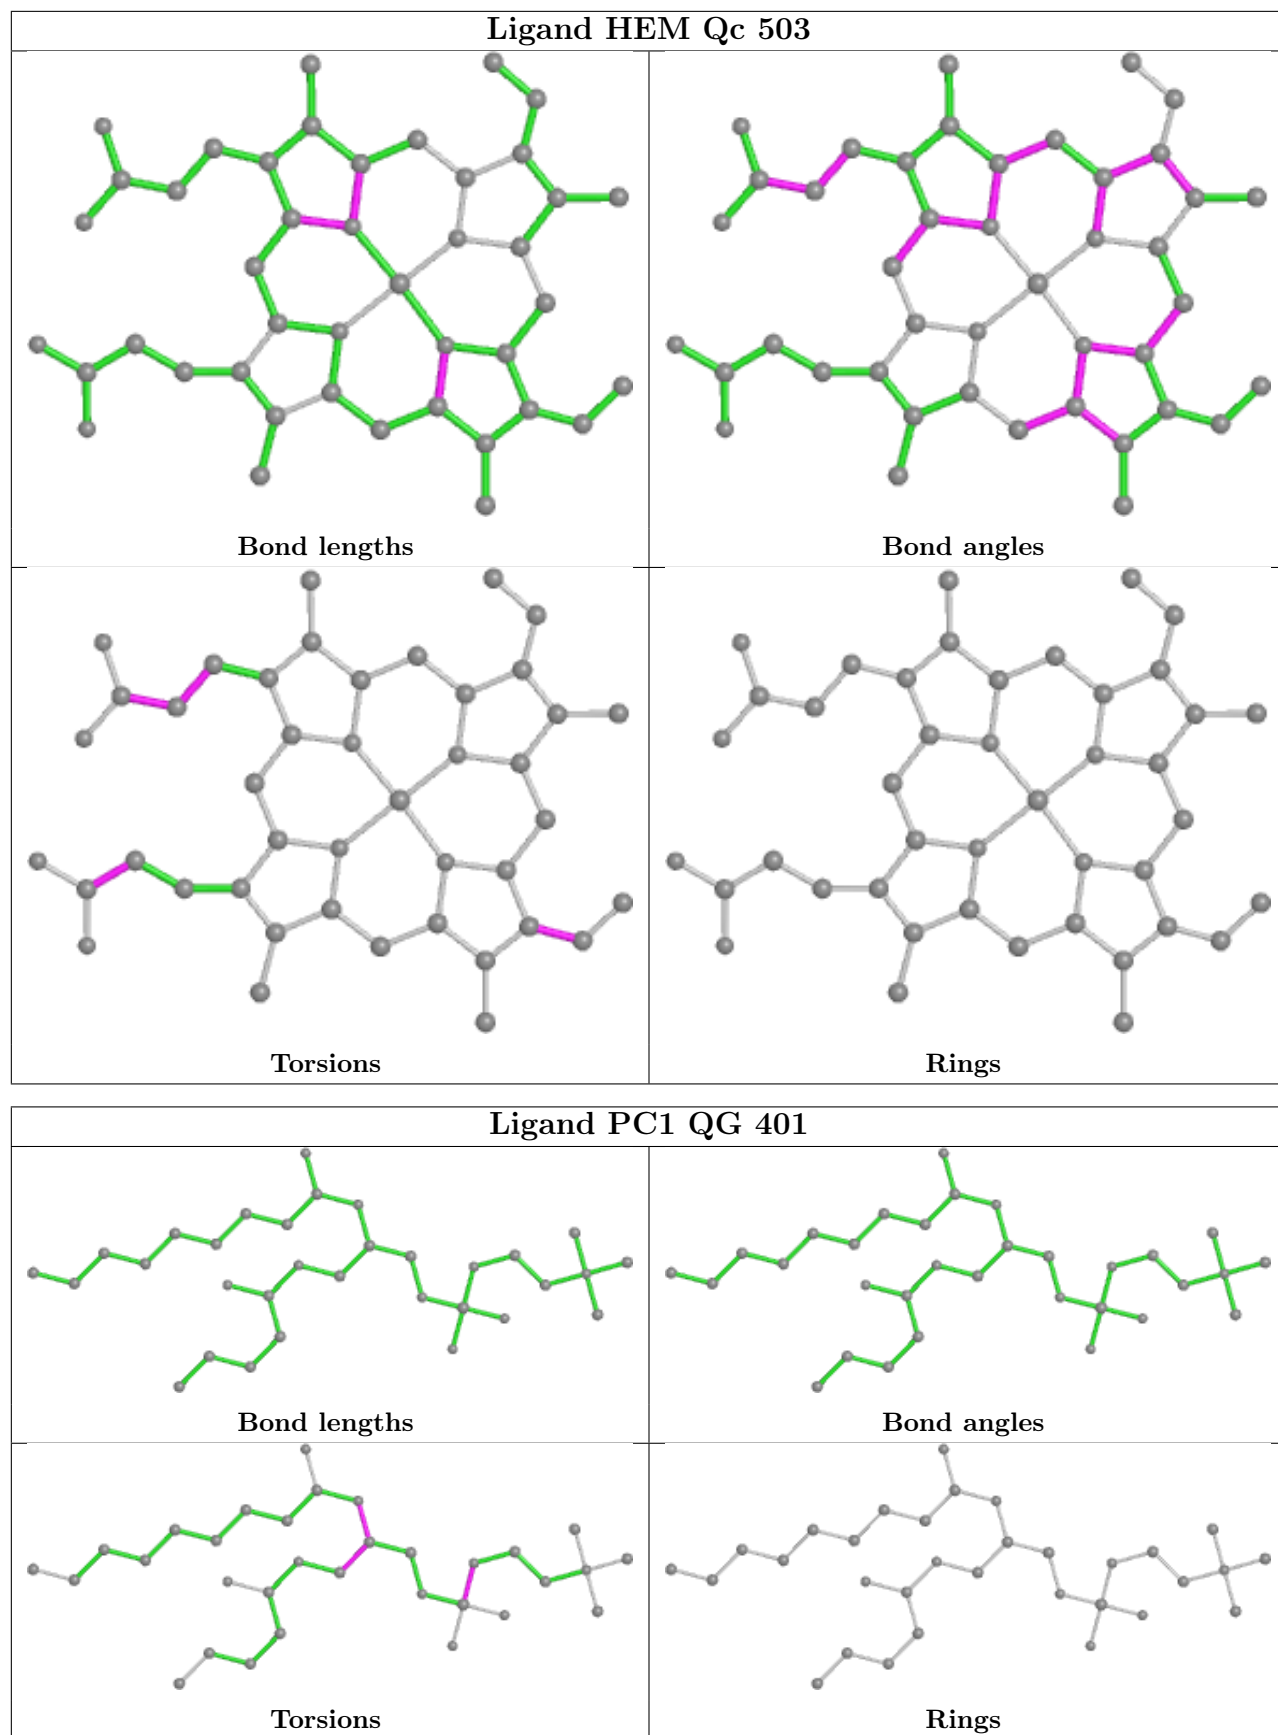 Ligand HEM Qc 503
Bond lengths
Bond angles
Torsions
Rings
Ligand PC1 QG 401
Bond lengths
Bond angles
Torsions
Rings